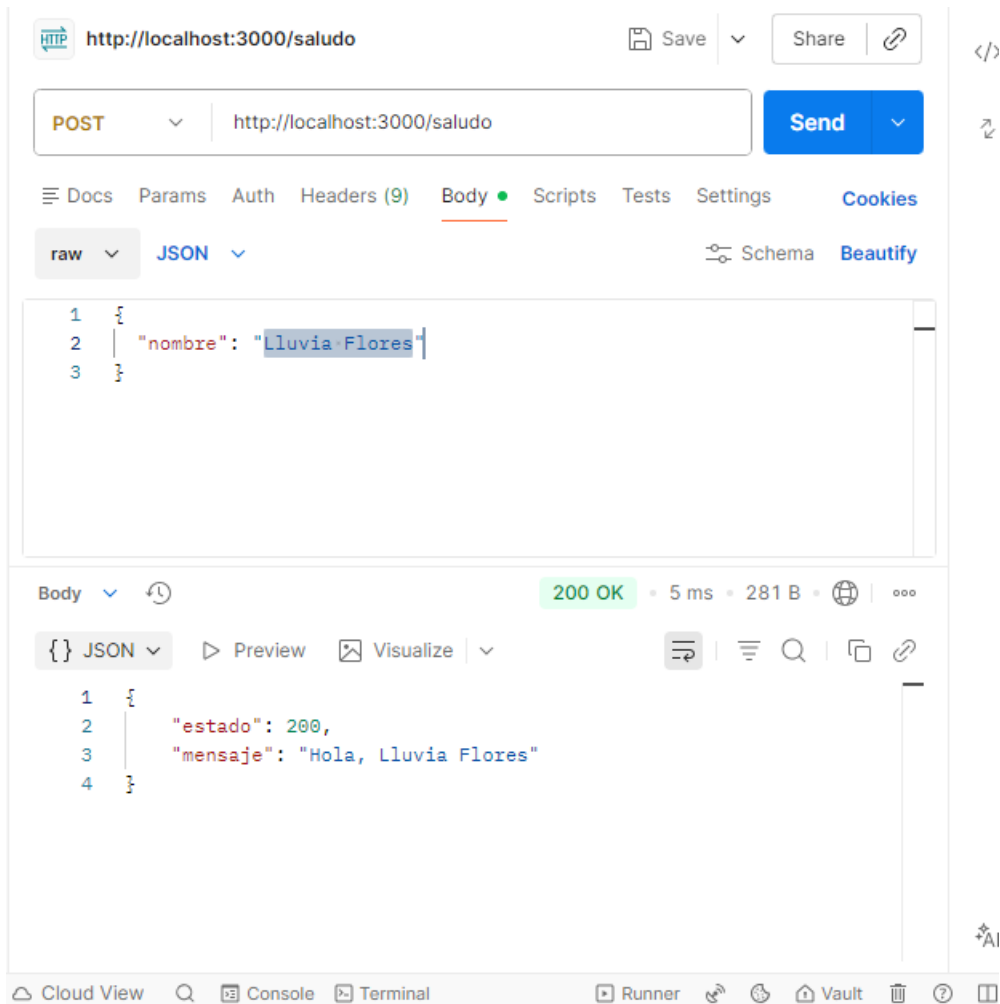 HTTP http://localhost:3000/saludo Save Share
POST http://localhost:3000/saludo Send
Docs Params Auth Headers (9) Body Scripts Tests Settings Cookies
raw JSON Schema Beautify
1 {
2 "nombre": "Lluvia Flores"
3 }
Body 200 OK • 5 ms • 281 B
{} JSON Preview Visualize
1 {
2 "estado": 200,
3 "mensaje": "Hola, Lluvia Flores"
4 }
Cloud View Console Terminal Runner Vault